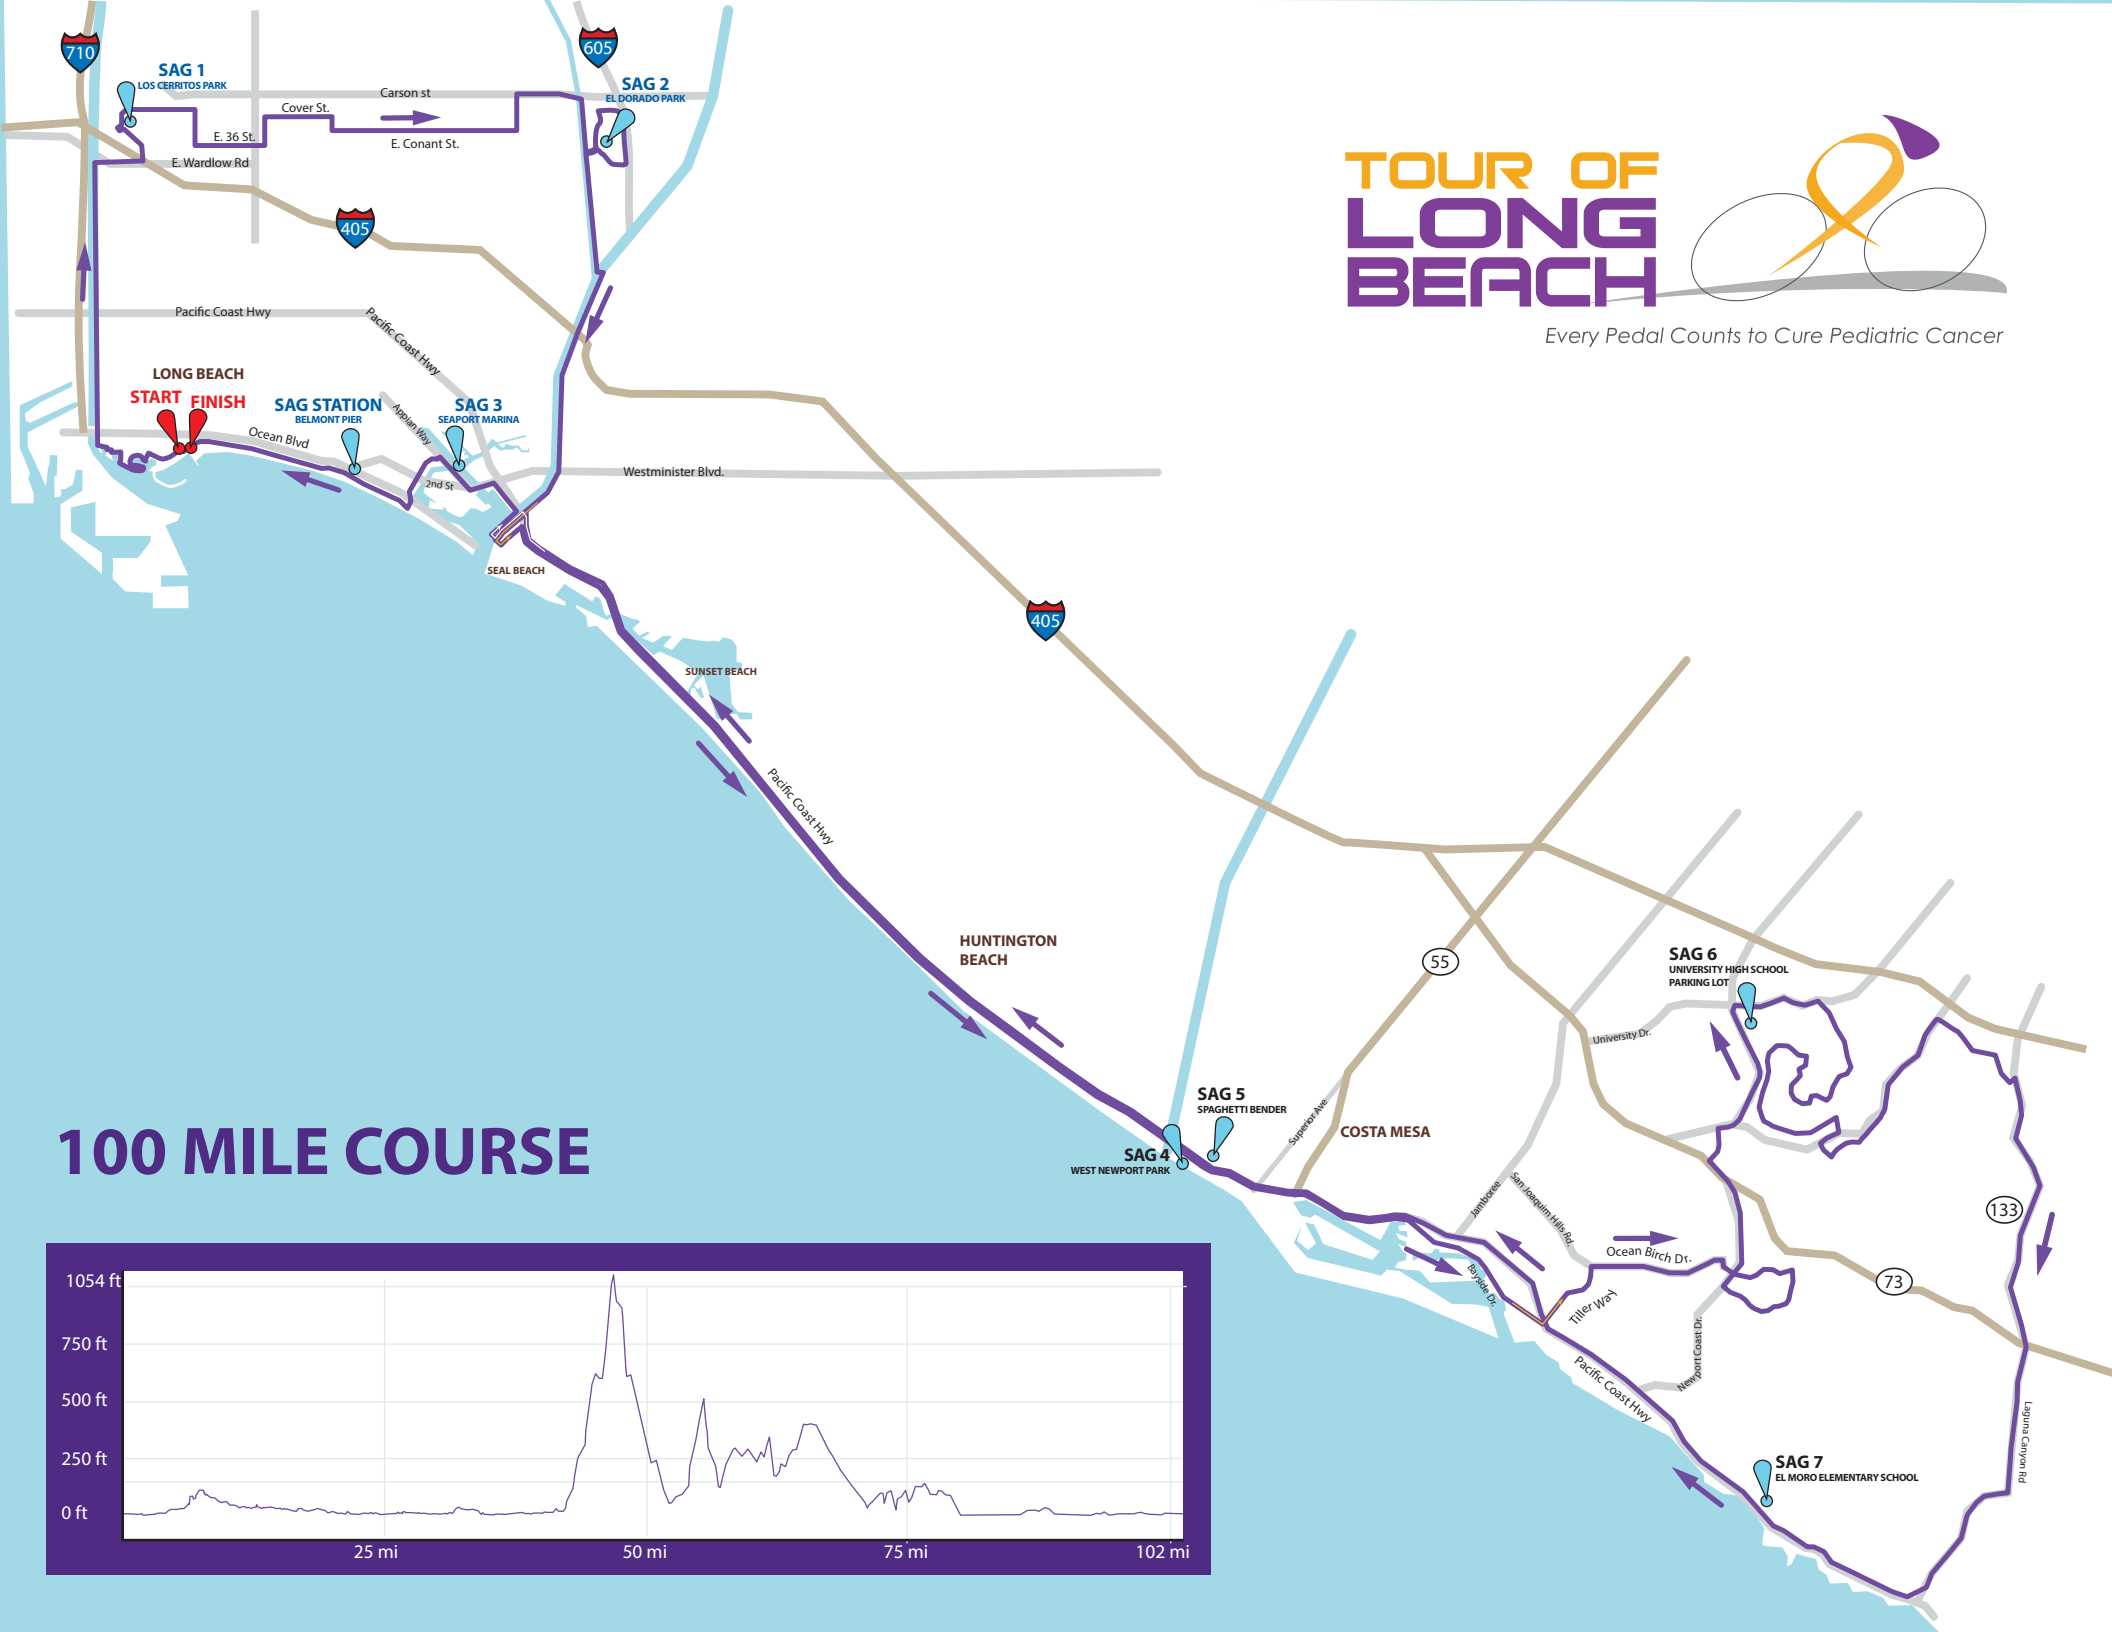 710
605
SAG 1
LOS CERRITOS PARK
SAG 2
EL DORADO PARK
Carson st
Cover St.
E. 36 St.
E. Conant St.
E. Wardlow Rd
405
TOUR OF
LONG
BEACH
Every Pedal Counts to Cure Pediatric Cancer
Pacific Coast Hwy
Pacific Coast Hwy
LONG BEACH
START
FINISH
SAG STATION
BELMONT PIER
SAG 3
SEAPORT MARINA
Appian Way
Ocean Blvd
2nd St
Westminister Blvd.
SEAL BEACH
405
SUNSET BEACH
Pacific Coast Hwy
HUNTINGTON
BEACH
55
SAG 6
UNIVERSITY HIGH SCHOOL
PARKING LOT
University Dr.
SAG 5
SPAGHETTI BENDER
Superior Ave
COSTA MESA
SAG 4
WEST NEWPORT PARK
Jamboree
San Joaquim Hills Rd.
133
Ocean Birch Dr.
Bayside Dr.
Tiller Way
73
Newport Coast Dr.
Pacific Coast Hwy
Laguna Canyon Rd
SAG 7
EL MORO ELEMENTARY SCHOOL
100 MILE COURSE
1054 ft
750 ft
500 ft
250 ft
0 ft
25 mi
50 mi
75 mi
102 mi